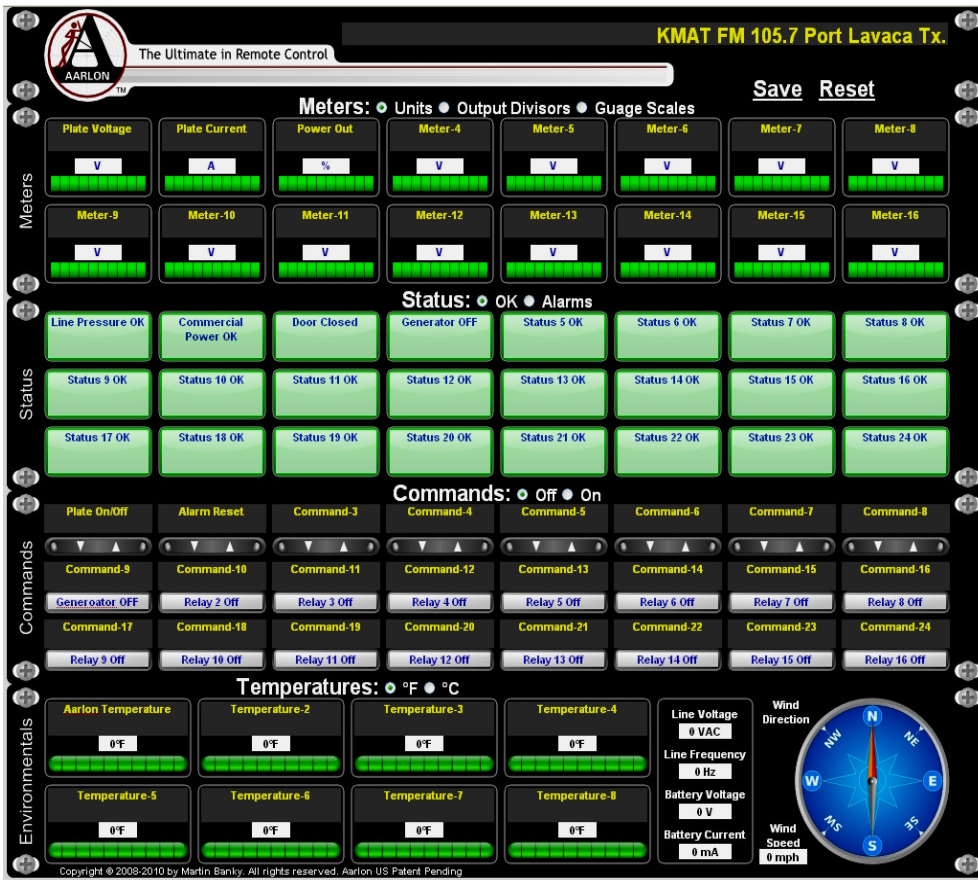 KMAT FM 105.7 Port Lavaca Tx.
The Ultimate in Remote Control
AARLON
TM
Save Reset
Meters: Units Output Divisors Guage Scales
Meters
Plate Voltage Plate Current Power Out Meter-4 Meter-5 Meter-6 Meter-7 Meter-8
V A % V V V V V
Meter-9 Meter-10 Meter-11 Meter-12 Meter-13 Meter-14 Meter-15 Meter-16
V V V V V V V V
Status: OK Alarms
Status
Line Pressure OK Commercial Door Closed Generator OFF Status 5 OK Status 6 OK Status 7 OK Status 8 OK
Power OK
Status 9 OK Status 10 OK Status 11 OK Status 12 OK Status 13 OK Status 14 OK Status 15 OK Status 16 OK
Status 17 OK Status 18 OK Status 19 OK Status 20 OK Status 21 OK Status 22 OK Status 23 OK Status 24 OK
Commands: Off On
Commands
Plate On/Off Alarm Reset Command-3 Command-4 Command-5 Command-6 Command-7 Command-8
Command-9 Command-10 Command-11 Command-12 Command-13 Command-14 Command-15 Command-16
Generoator OFF Relay 2 Off Relay 3 Off Relay 4 Off Relay 5 Off Relay 6 Off Relay 7 Off Relay 8 Off
Command-17 Command-18 Command-19 Command-20 Command-21 Command-22 Command-23 Command-24
Relay 9 Off Relay 10 Off Relay 11 Off Relay 12 Off Relay 13 Off Relay 14 Off Relay 15 Off Relay 16 Off
Temperatures: °F °C
Environmentals
Aarlon Temperature Temperature-2 Temperature-3 Temperature-4
0°F 0°F 0°F 0°F
Temperature-5 Temperature-6 Temperature-7 Temperature-8
0°F 0°F 0°F 0°F
Line Voltage
0 VAC
Line Frequency
0 Hz
Battery Voltage
0 V
Battery Current
0 mA
Wind
Direction
N
NW NE
W E
SW SE
S
Wind
Speed
0 mph
Copyright © 2008-2010 by Martin Banky. All rights reserved. Aarlon US Patent Pending